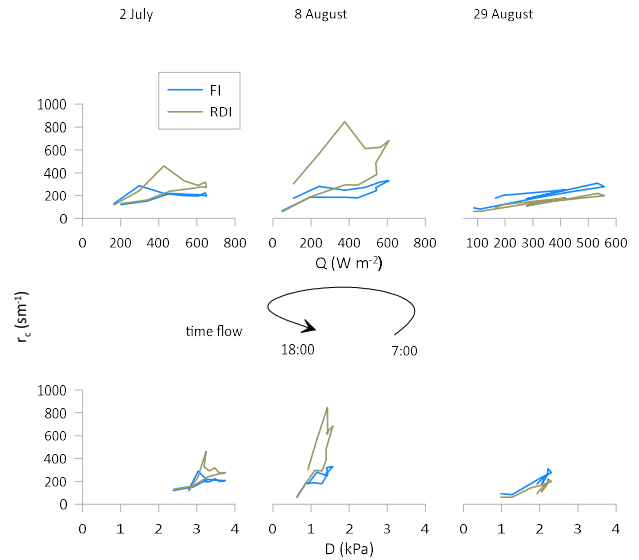 2 July 8 August 29 August
FI
RDI
1000
800
600
400
200
0
200 400 600 800 0 200 400 600 800 100 200 300 400 500 600
Q (W m-2)
rc (sm-1)
time flow
18:00 7:00
1000
800
600
400
200
0
0 1 2 3 4 0 1 2 3 4 0 1 2 3 4
D (kPa)